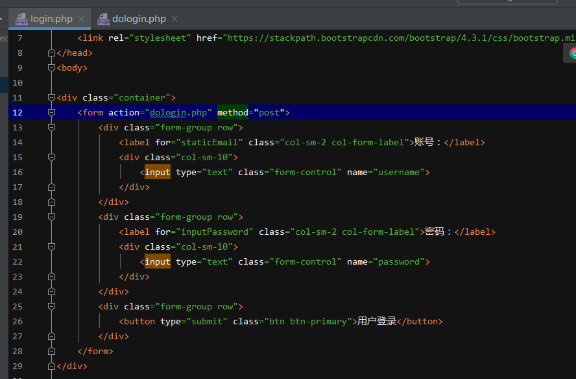 login.php
dologin.php
7 <link rel="stylesheet" href="https://stackpath.bootstrapcdn.com/bootstrap/4.3.1/css/bootstrap.mi
8 </head>
9 <body>
10
11 <div class="container">
12 <form action="dologin.php" method="post">
13 <div class="form-group row">
14 <label for="staticEmail" class="col-sm-2 col-form-label">账号：</label>
15 <div class="col-sm-10">
16 <input type="text" class="form-control" name="username">
17 </div>
18 </div>
19 <div class="form-group row">
20 <label for="inputPassword" class="col-sm-2 col-form-label">密码：</label>
21 <div class="col-sm-10">
22 <input type="text" class="form-control" name="password">
23 </div>
24 </div>
25 <div class="form-group row">
26 <button type="submit" class="btn btn-primary">用户登录</button>
27 </div>
28 </form>
29 </div>